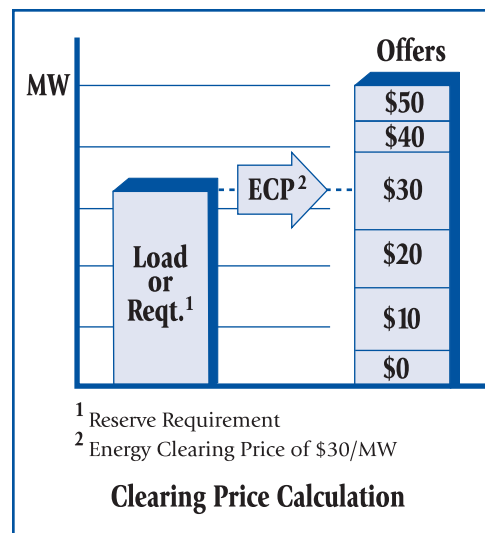 Offers
MW
$50
$40
ECP²
$30
Load
or
Reqt.¹
$20
$10
$0
¹ Reserve Requirement
² Energy Clearing Price of $30/MW
Clearing Price Calculation